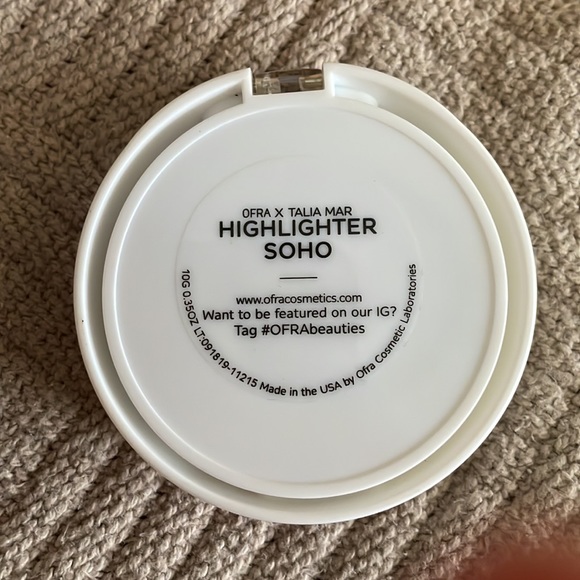 OFRA X TALIA MAR
HIGHLIGHTER
SOHO
www.ofracosmetics.com
Want to be featured on our IG?
Tag #OFRAbeauties
10G 0.35OZ LT:091819-11215 Made in the USA by Ofra Cosmetic Laboratories